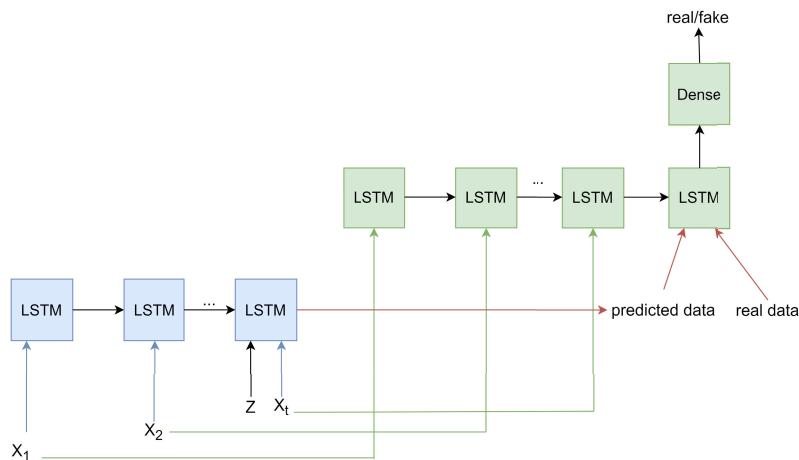 real/fake
Dense
LSTM
LSTM
...
LSTM
LSTM
LSTM
LSTM
...
LSTM
predicted data
real data
Z
Xt
X2
X1